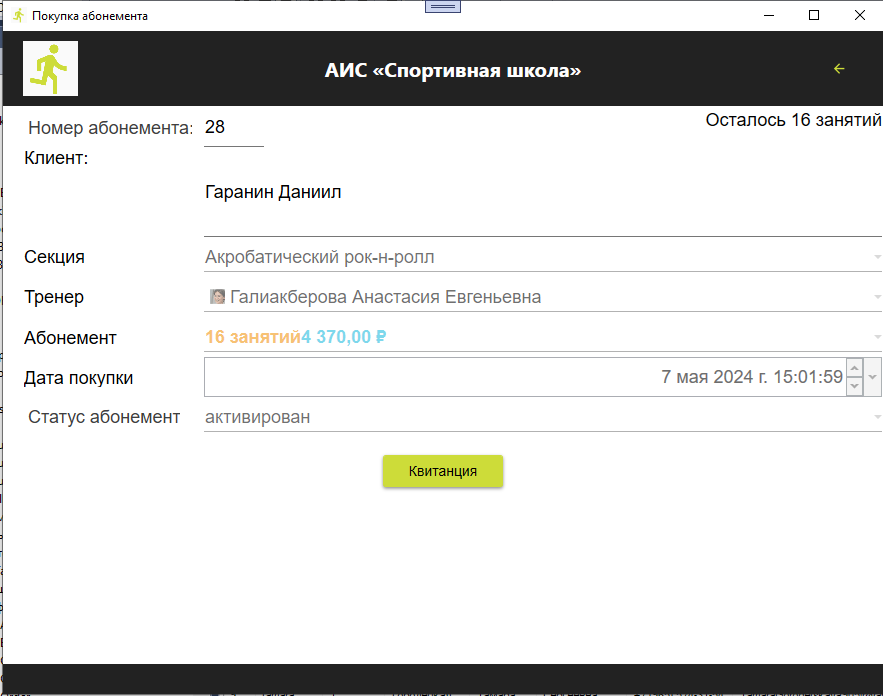 Покупка абонемента
АИС «Спортивная школа»
Номер абонемента: 28
Осталось 16 занятий
Клиент:
Гаранин Даниил
Секция Акробатический рок-н-ролл
Тренер Галиакберова Анастасия Евгеньевна
Абонемент 16 занятий4 370,00 ₽
Дата покупки 7 мая 2024 г. 15:01:59
Статус абонемент активирован
Квитанция